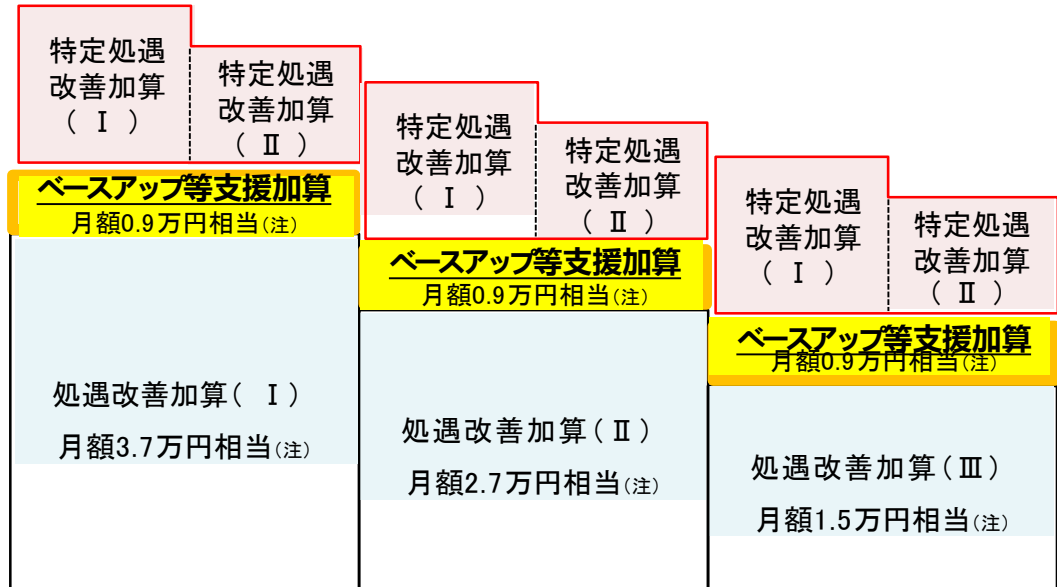 特定処遇
改善加算
( Ⅰ )
特定処遇
改善加算
( Ⅱ )
ベースアップ等支援加算
月額0.9万円相当(注)
処遇改善加算( Ⅰ)
月額3.7万円相当(注)
特定処遇
改善加算
( Ⅰ )
特定処遇
改善加算
( Ⅱ )
ベースアップ等支援加算
月額0.9万円相当(注)
処遇改善加算(Ⅱ)
月額2.7万円相当(注)
特定処遇
改善加算
( Ⅰ )
特定処遇
改善加算
( Ⅱ )
ベースアップ等支援加算
月額0.9万円相当(注)
処遇改善加算(Ⅲ)
月額1.5万円相当(注)